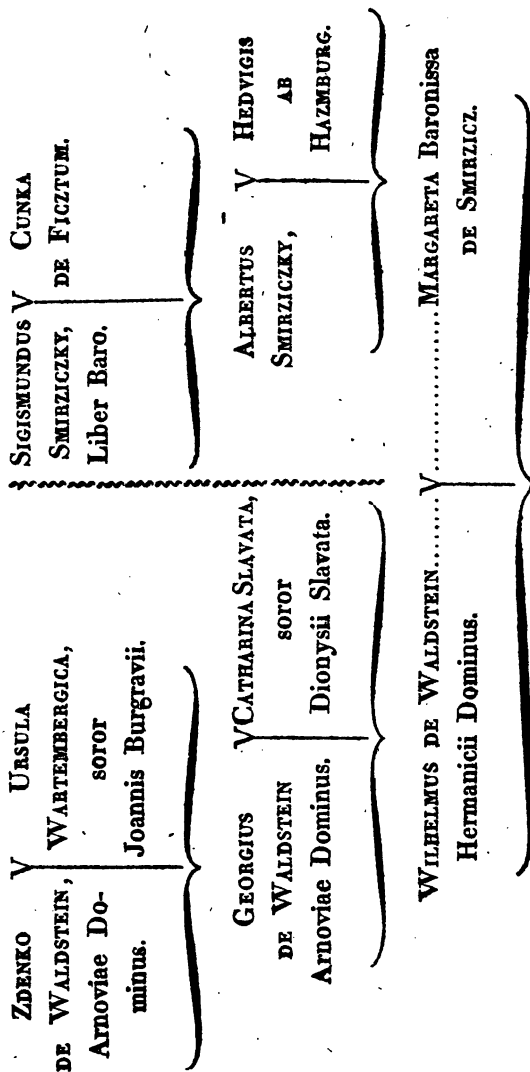 ZDENKO V URSULA
DE WALDSTEIN, WARTEMBERGICA,
Arnoviae Do- soror
minus. Joannis Burgravii.
SIGISMUNDUS V CUNKA
SMIRZICZKY, DE FICZTUM.
Liber Baro.
GEORGIUS V CATHARINA SLAVATA,
DE WALDSTEIN soror
Arnoviae Dominus. Dionysii Slavata.
ALBERTUS V HEDVIGIS
SMIRZICZKY, AB
HAZMBURG.
WILHELMUS DE WALDSTEIN........V....................MARGARETA Baronissa
Hermanicii Dominus. DE SMIRZICZ.